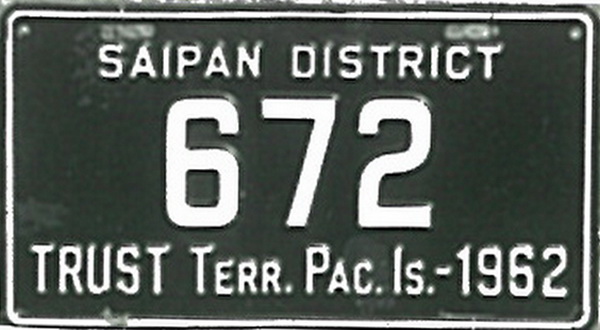 SAIPAN DISTRICT
672
TRUST TERR. PAC. IS.-1962